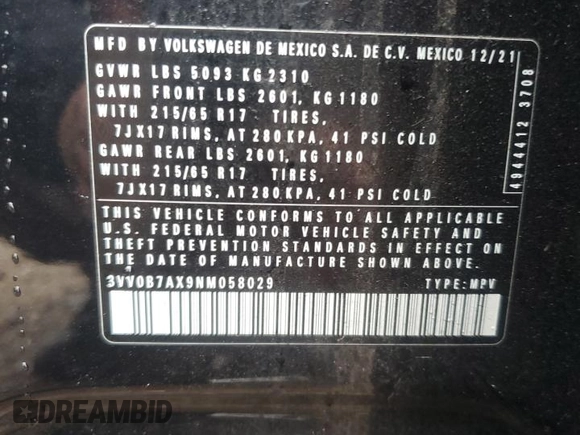 MFD BY VOLKSWAGEN DE MEXICO S.A. DE C.V. MEXICO 12/21
GVWR LBS 5093 KG 2310
GAWR FRONT LBS 2601, KG 1180
WITH 215/65 R17 TIRES,
7JX17 RIMS, AT 280 KPA, 41 PSI COLD
GAWR REAR LBS 2601, KG 1180
WITH 215/65 R17 TIRES,
7JX17 RIMS, AT 280 KPA, 41 PSI COLD
THIS VEHICLE CONFORMS TO ALL APPLICABLE
U.S. FEDERAL MOTOR VEHICLE SAFETY AND
THEFT PREVENTION STANDARDS IN EFFECT ON
THE DATE OF MANUFACTURE SHOWN ABOVE.
3VV0B7AX9NM058029 TYPE: MPV
4944412 3708
DREAMBID